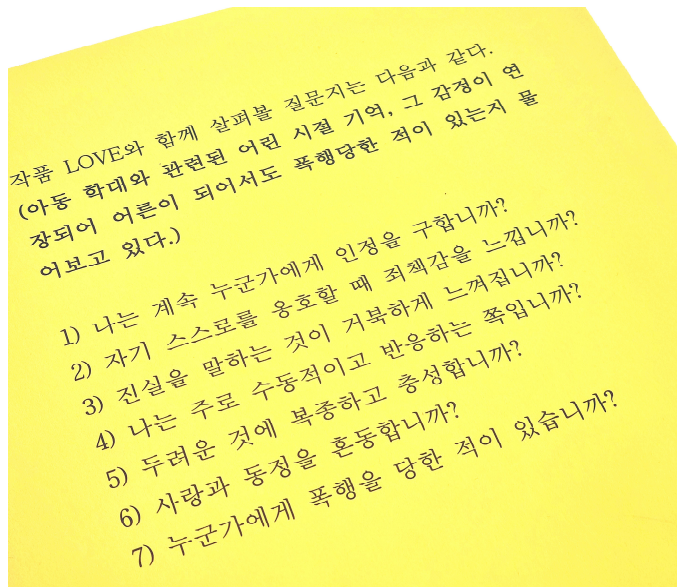 작품 LOVE와 함께 살펴볼 질문지는 다음과 같다.
(아동 학대와 관련된 어린 시절 기억, 그 감정이 연
장되어 어른이 되어서도 폭행당한 적이 있는지 물
어보고 있다.)
1) 나는 계속 누군가에게 인정을 구합니까?
2) 자기 스스로를 옹호할 때 죄책감을 느낍니까?
3) 진실을 말하는 것이 거북하게 느껴집니까?
4) 나는 주로 수동적이고 반응하는 쪽입니까?
5) 두려운 것에 복종하고 충성합니까?
6) 사랑과 동정을 혼동합니까?
7) 누군가에게 폭행을 당한 적이 있습니까?